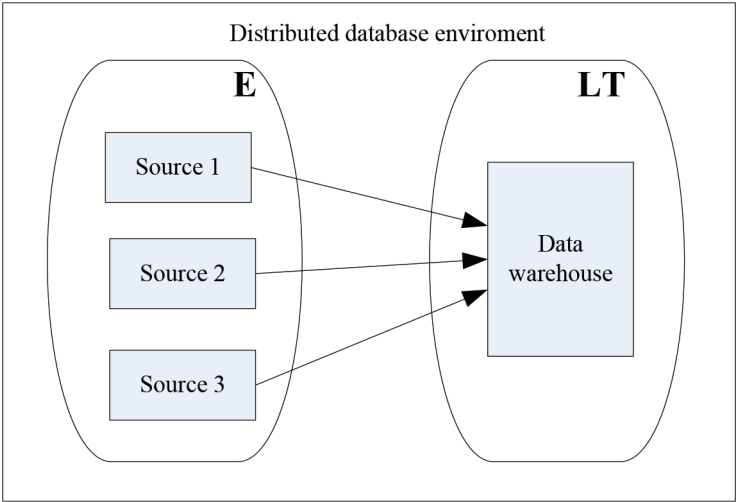 Distributed database enviroment
E
LT
Source 1
Source 2
Source 3
Data
warehouse